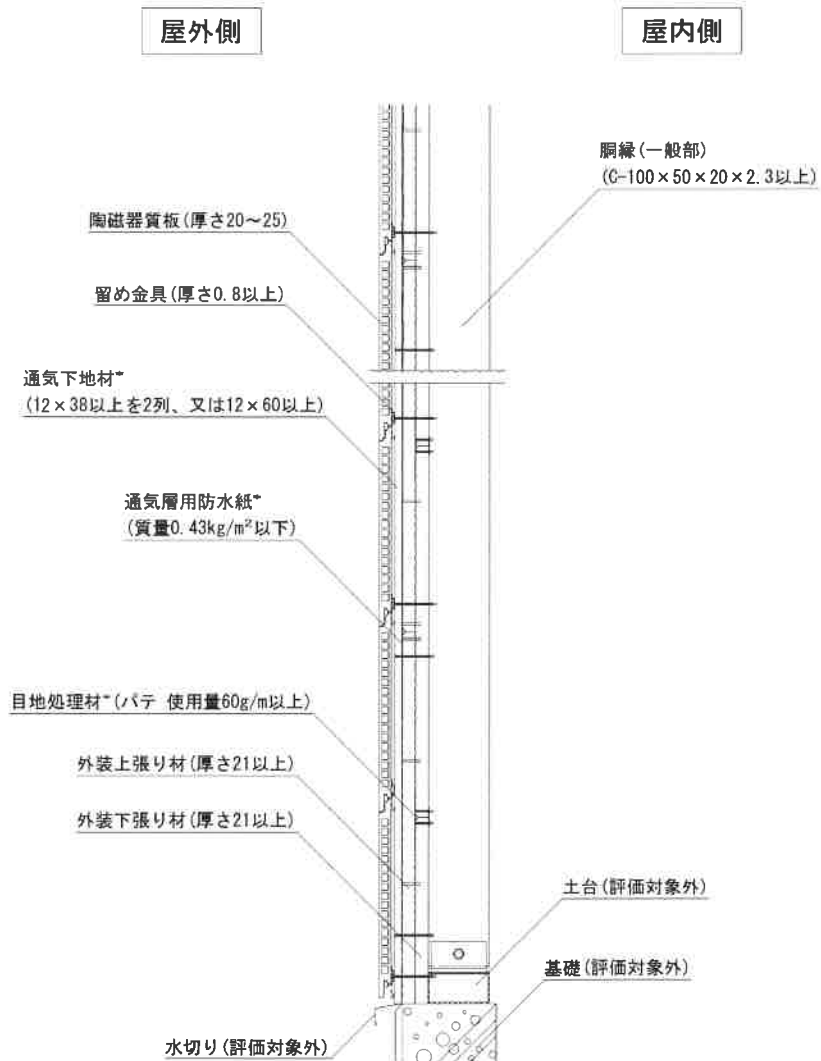 屋外側
屋内側
胴縁(一般部)
(C-100×50×20×2.3以上)
陶磁器質板(厚さ20～25)
留め金具(厚さ0.8以上)
通気下地材*
(12×38以上を2列、又は12×60以上)
通気層用防水紙*
(質量0.43kg/m²以下)
目地処理材*(パテ 使用量60g/m以上)
外装上張り材(厚さ21以上)
外装下張り材(厚さ21以上)
土台(評価対象外)
基礎(評価対象外)
水切り(評価対象外)